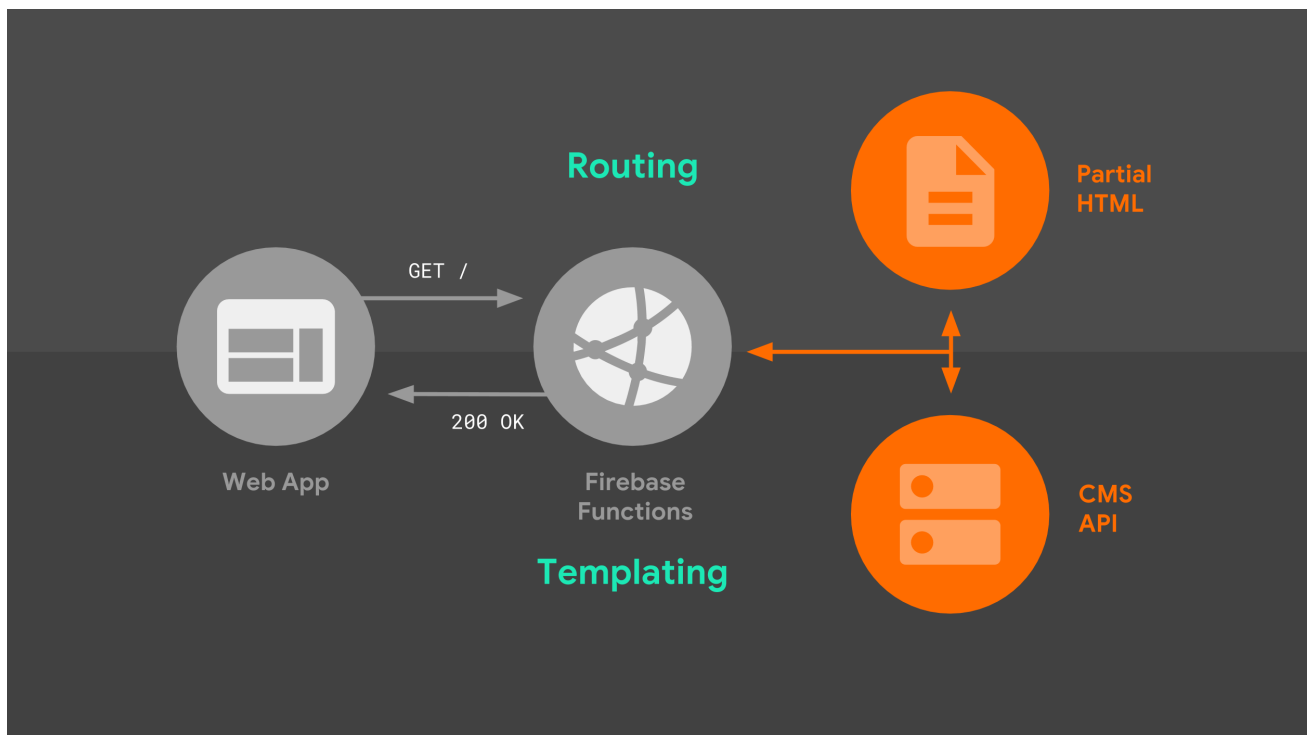 Routing
Partial
HTML
GET /
200 OK
Web App
Firebase
Functions
CMS
API
Templating